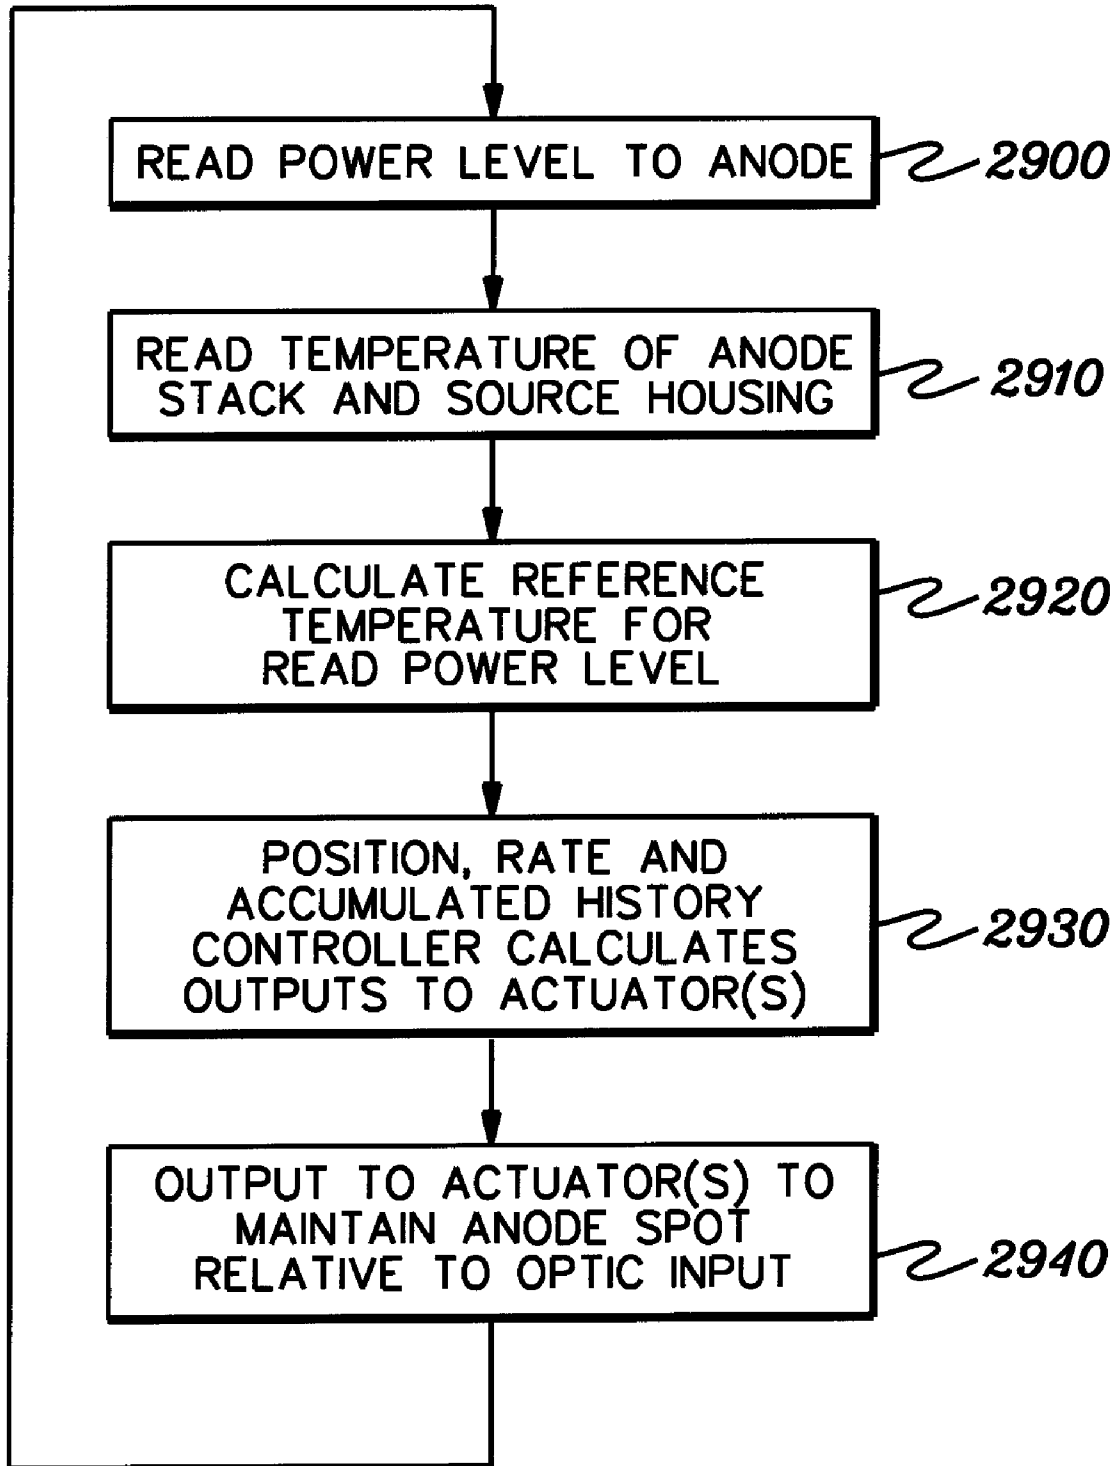 READ POWER LEVEL TO ANODE
2900
READ TEMPERATURE OF ANODE
STACK AND SOURCE HOUSING
2910
CALCULATE REFERENCE
TEMPERATURE FOR
READ POWER LEVEL
2920
POSITION, RATE AND
ACCUMULATED HISTORY
CONTROLLER CALCULATES
OUTPUTS TO ACTUATOR(S)
2930
OUTPUT TO ACTUATOR(S) TO
MAINTAIN ANODE SPOT
RELATIVE TO OPTIC INPUT
2940